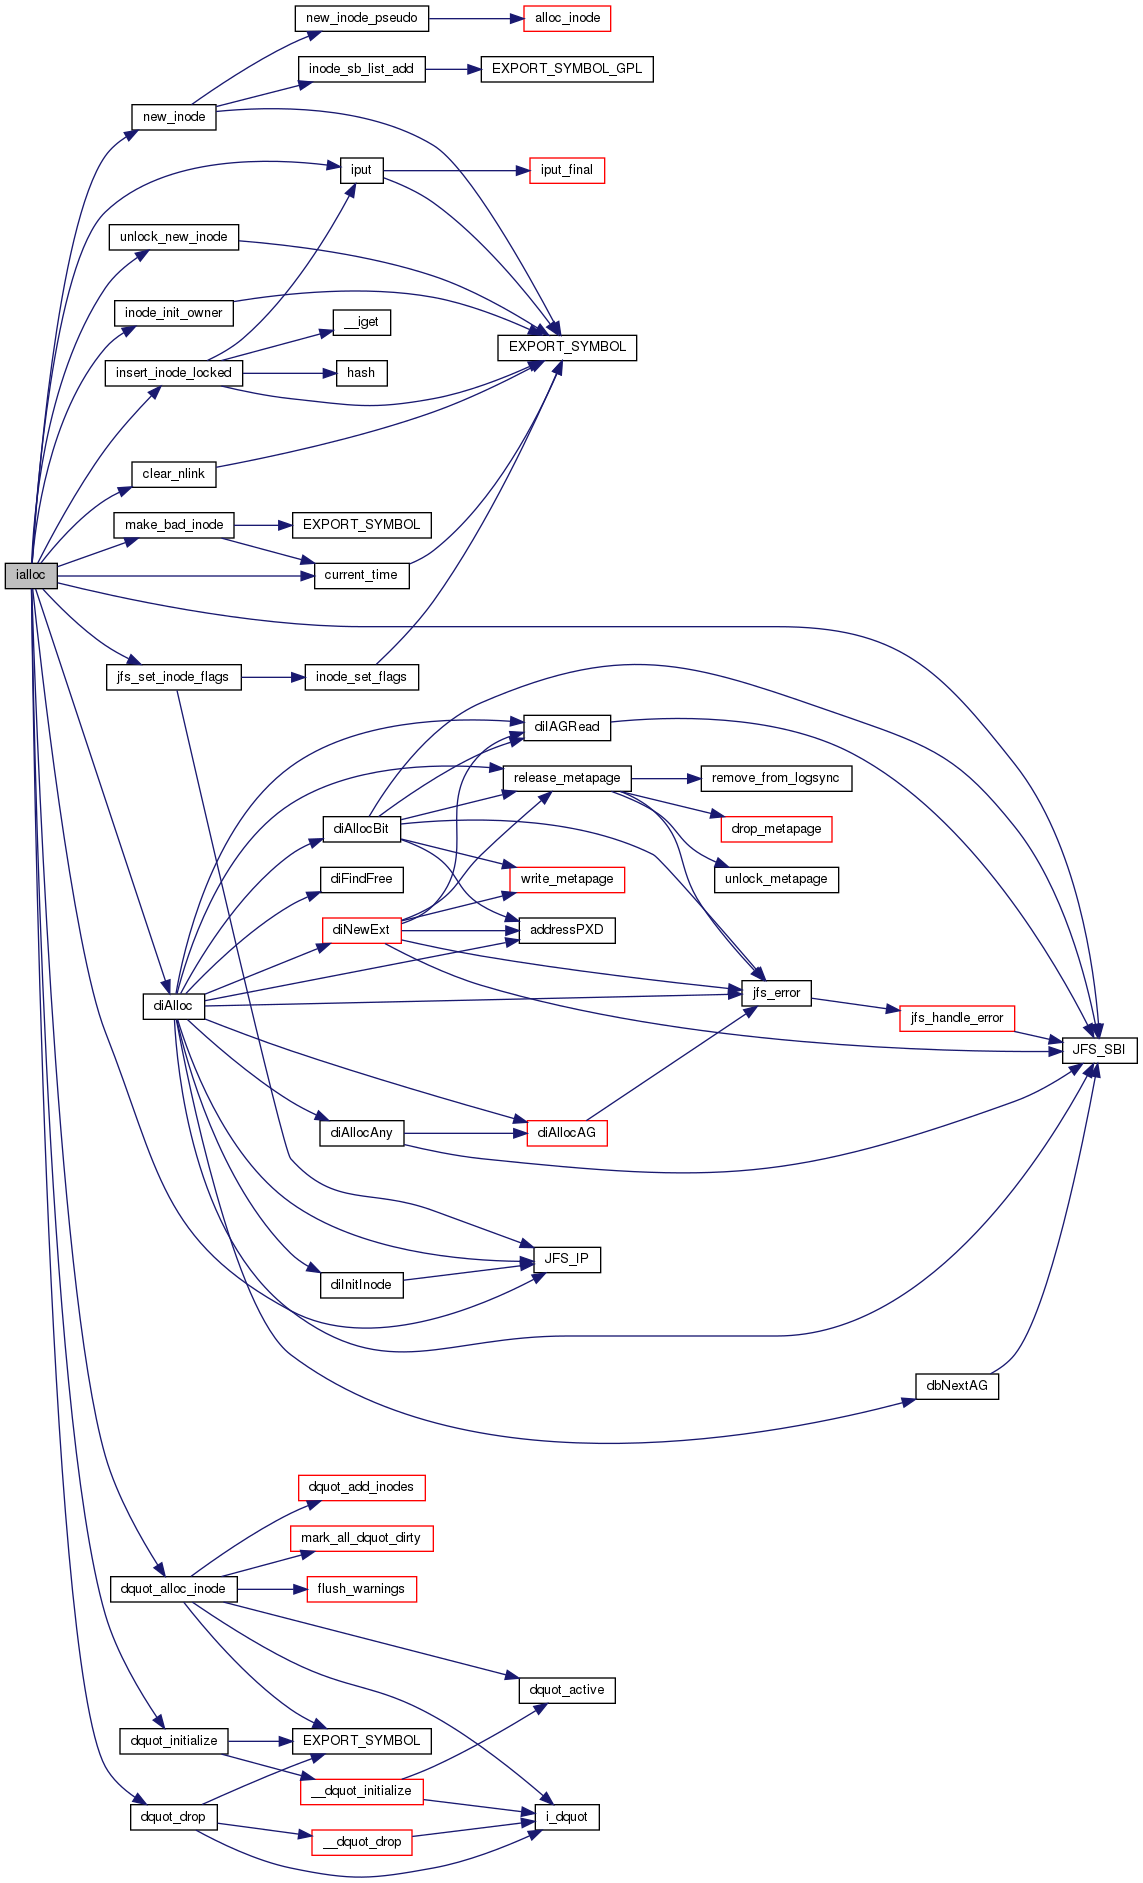 new_inode_pseudo
alloc_inode
inode_sb_list_add
EXPORT_SYMBOL_GPL
new_inode
iput
iput_final
unlock_new_inode
inode_init_owner
__iget
EXPORT_SYMBOL
insert_inode_locked
hash
clear_nlink
make_bad_inode
EXPORT_SYMBOL
ialloc
current_time
jfs_set_inode_flags
inode_set_flags
diIAGRead
release_metapage
remove_from_logsync
diAllocBit
drop_metapage
diFindFree
write_metapage
unlock_metapage
diNewExt
addressPXD
diAlloc
jfs_error
jfs_handle_error
JFS_SBI
diAllocAny
diAllocAG
JFS_IP
diInitInode
dbNextAG
dquot_add_inodes
mark_all_dquot_dirty
dquot_alloc_inode
flush_warnings
dquot_active
dquot_initialize
EXPORT_SYMBOL
__dquot_initialize
dquot_drop
i_dquot
__dquot_drop